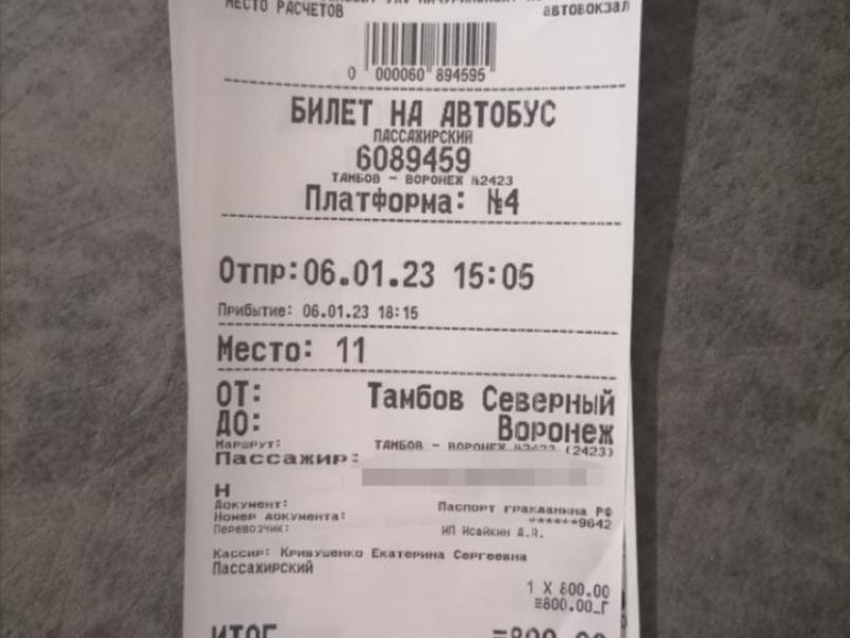 МЕСТО РАСЧЕТОВ
автовокзал
0 000060 894595
БИЛЕТ НА АВТОБУС
ПАССАЖИРСКИЙ
6089459
ТАМБОВ - ВОРОНЕЖ №2423
Платформа: №4
Отпр:06.01.23 15:05
Прибытие: 06.01.23 18:15
Место: 11
ОТ: Тамбов Северный
ДО: Воронеж
Маршрут: ТАМБОВ - ВОРОНЕЖ №2423 (2423)
Пассажир:
Н
Документ: Паспорт гражданина РФ
Номер документа: ******9642
Перевозчик: ИП Исайкин Д.А.
Кассир: Кривушенко Екатерина Сергеевна
Пассажирский
1 X 800.00
≡800.00_Г
ИТОГ ≡800.00